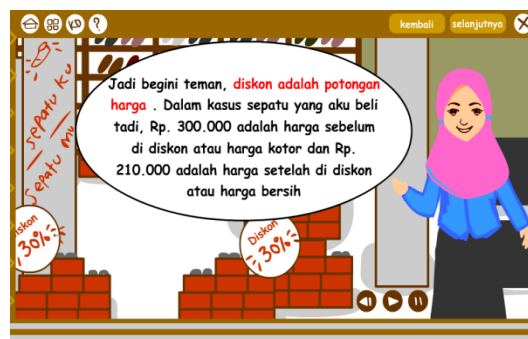 KD
?
kembali
selanjutnya
X
Jadi begini teman, diskon adalah potongan
harga . Dalam kasus sepatu yang aku beli
tadi, Rp. 300.000 adalah harga sebelum
di diskon atau harga kotor dan Rp.
210.000 adalah harga setelah di diskon
atau harga bersih
sepatu ku
sepatu mu
Diskon
30%
Diskon
30%